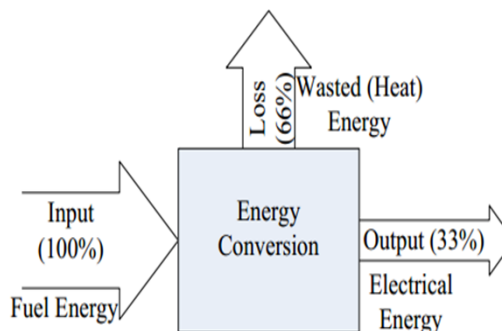 Loss
(66%)
Wasted (Heat)
Energy
Input
(100%)
Fuel Energy
Energy
Conversion
Output (33%)
Electrical
Energy